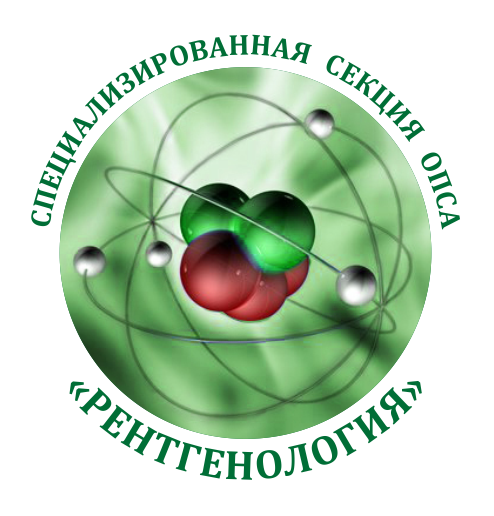 СПЕЦИАЛИЗИРОВАННАЯ СЕКЦИЯ ОПСА
«РЕНТГЕНОЛОГИЯ»